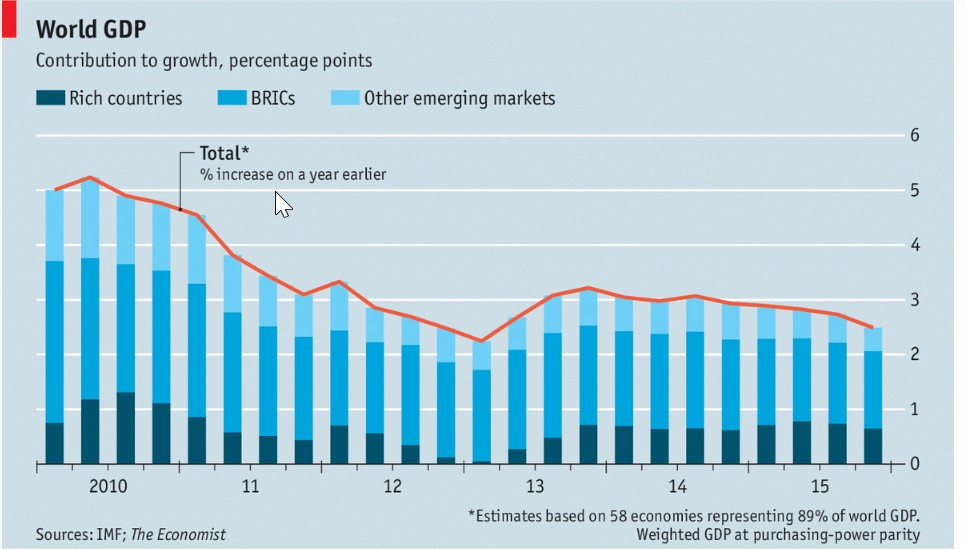 World GDP
Contribution to growth, percentage points
Rich countries BRICs Other emerging markets
6
Total*
% increase on a year earlier
5
4
3
2
1
0
2010 11 12 13 14 15
*Estimates based on 58 economies representing 89% of world GDP.
Sources: IMF; The Economist Weighted GDP at purchasing-power parity